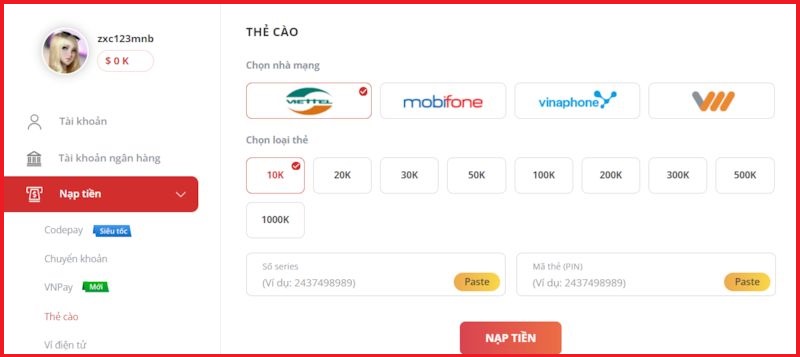 zxc123mnb
$ 0 K
Tài khoản
Tài khoản ngân hàng
Nạp tiền
Codepay Siêu tốc
Chuyển khoản
VNPay Mới
Thẻ cào
Ví điện tử
THẺ CÀO
Chọn nhà mạng
VIETTEL mobifone vinaphone
Chọn loại thẻ
10K 20K 30K 50K 100K 200K 300K 500K
1000K
Số series
(Ví dụ: 2437498989) Paste
Mã thẻ (PIN)
(Ví dụ: 2437498989) Paste
NẠP TIỀN